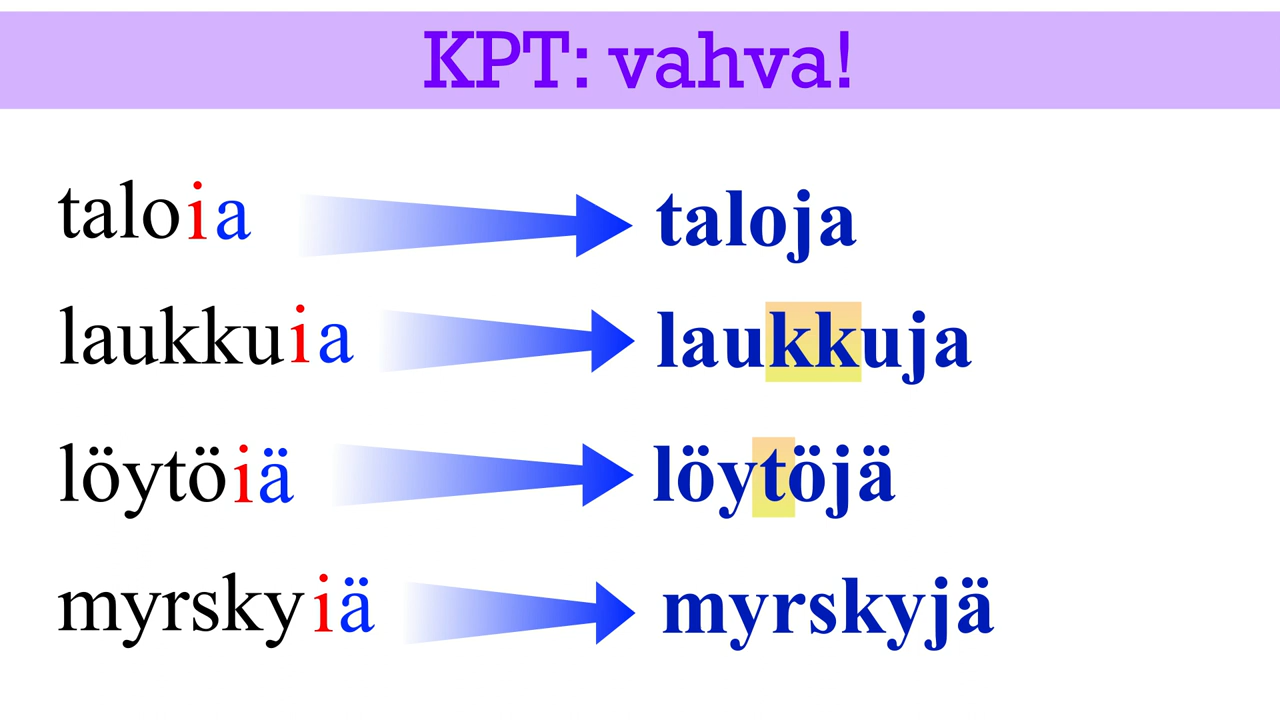 KPT: vahva!
taloia taloja
laukkuia laukkuja
löytöiä löytöjä
myrskyiä myrskyjä